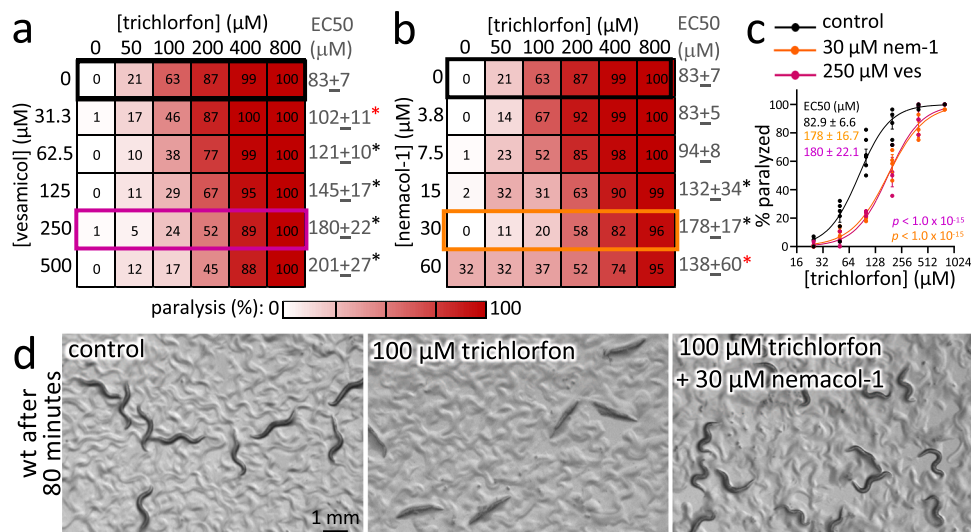 a
[trichlorfon] (µM)
EC50
(µM)
0 50 100 200 400 800
[vesamicol] (µM)
0 0 21 63 87 99 100 83±7
31.3 1 17 46 87 100 100 102±11*
62.5 0 10 38 77 99 100 121±10*
125 0 11 29 67 95 100 145±17*
250 1 5 24 52 89 100 180±22*
500 0 12 17 45 88 100 201±27*
b
[trichlorfon] (µM)
EC50
(µM)
0 50 100 200 400 800
[nemacol-1] (µM)
0 0 21 63 87 99 100 83±7
3.8 0 14 67 92 99 100 83±5
7.5 1 23 52 85 98 100 94±8
15 2 32 31 63 90 99 132±34*
30 0 11 20 58 82 96 178±17*
60 32 32 37 52 74 95 138±60*
paralysis (%): 0 100
c
control
30 µM nem-1
250 µM ves
% paralyzed
100
80
60
40
20
0
EC50 (µM)
82.9 ± 6.6
178 ± 16.7
180 ± 22.1
p < 1.0 x 10-15
p < 1.0 x 10-15
16 32 64 128 256 512 1024
[trichlorfon] (µM)
d
wt after
80 minutes
control
1 mm
100 µM trichlorfon
100 µM trichlorfon
+ 30 µM nemacol-1